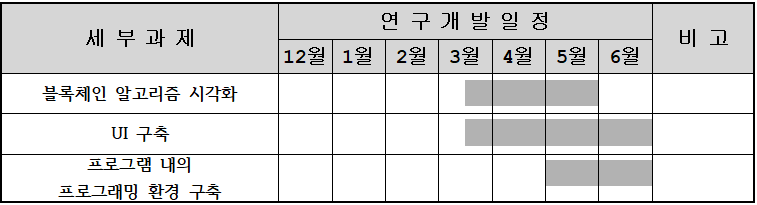 세 부 과 제
연 구 개 발 일 정
비 고
12월 1월 2월 3월 4월 5월 6월
블록체인 알고리즘 시각화
UI 구축
프로그램 내의
프로그래밍 환경 구축